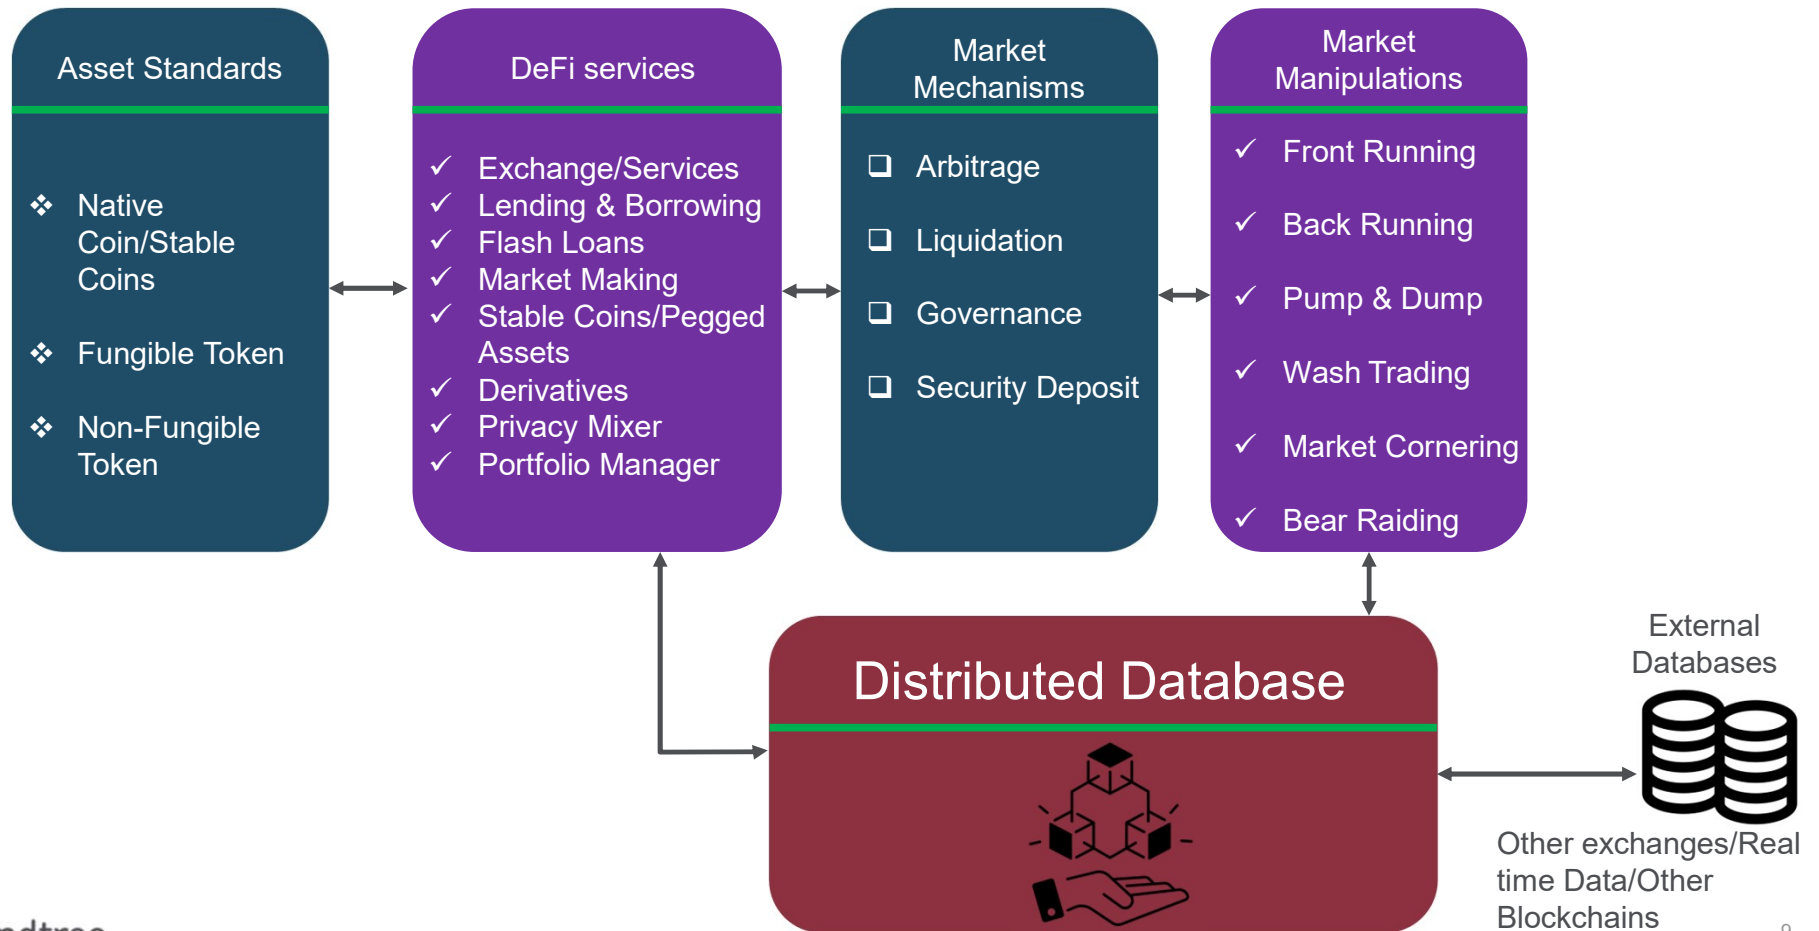 Asset Standards
Native
Coin/Stable
Coins
Fungible Token
Non-Fungible
Token
DeFi services
Exchange/Services
Lending & Borrowing
Flash Loans
Market Making
Stable Coins/Pegged
Assets
Derivatives
Privacy Mixer
Portfolio Manager
Market
Mechanisms
Arbitrage
Liquidation
Governance
Security Deposit
Market
Manipulations
Front Running
Back Running
Pump & Dump
Wash Trading
Market Cornering
Bear Raiding
Distributed Database
External
Databases
Other exchanges/Real
time Data/Other
Blockchains